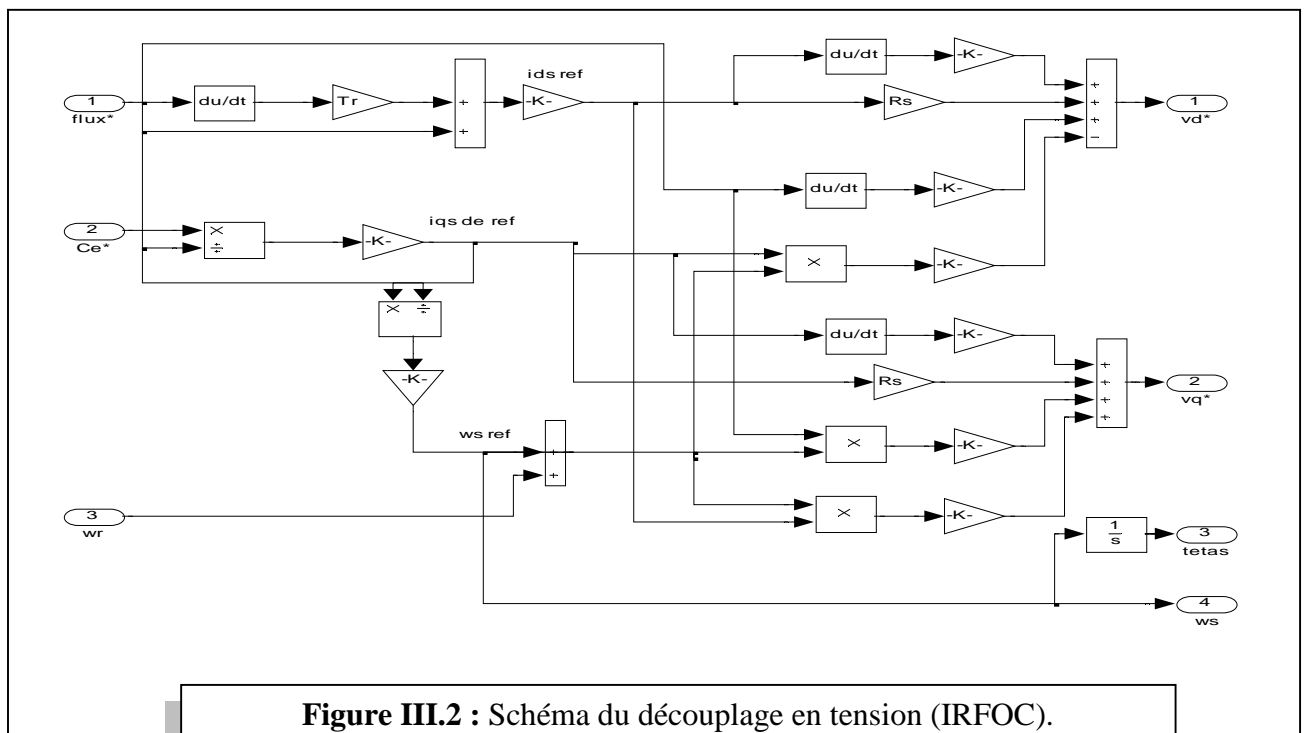 ids ref
du/dt
-K-
1
flux*
du/dt
Tr
+
+
-K-
Rs
+
+
+
−
1
vd*
du/dt
-K-
2
Ce*
×
÷
-K-
iqs de ref
×
-K-
×
÷
du/dt
-K-
-K-
Rs
+
+
+
+
2
vq*
ws ref
+
+
×
-K-
3
wr
×
-K-
1
s
3
tetas
4
ws
Figure III.2 : Schéma du découplage en tension (IRFOC).